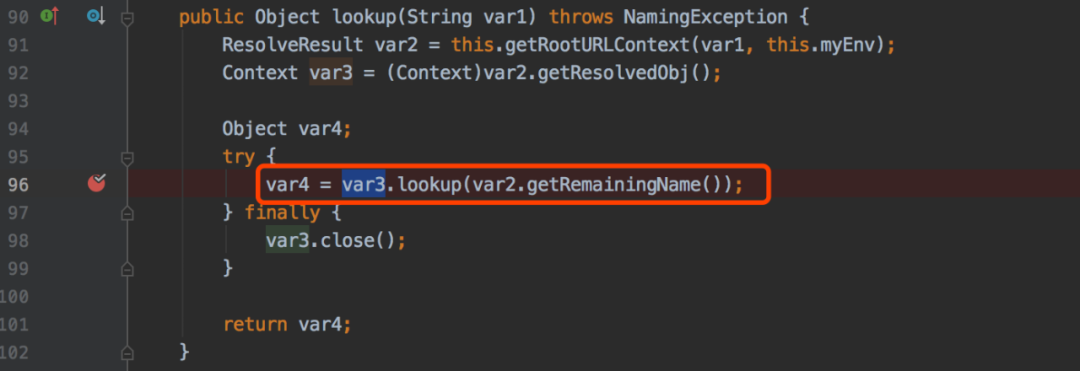 90 public Object lookup(String var1) throws NamingException {
91 ResolveResult var2 = this.getRootURLContext(var1, this.myEnv);
92 Context var3 = (Context)var2.getResolvedObj();
93
94 Object var4;
95 try {
96 var4 = var3.lookup(var2.getRemainingName());
97 } finally {
98 var3.close();
99 }
100
101 return var4;
102 }